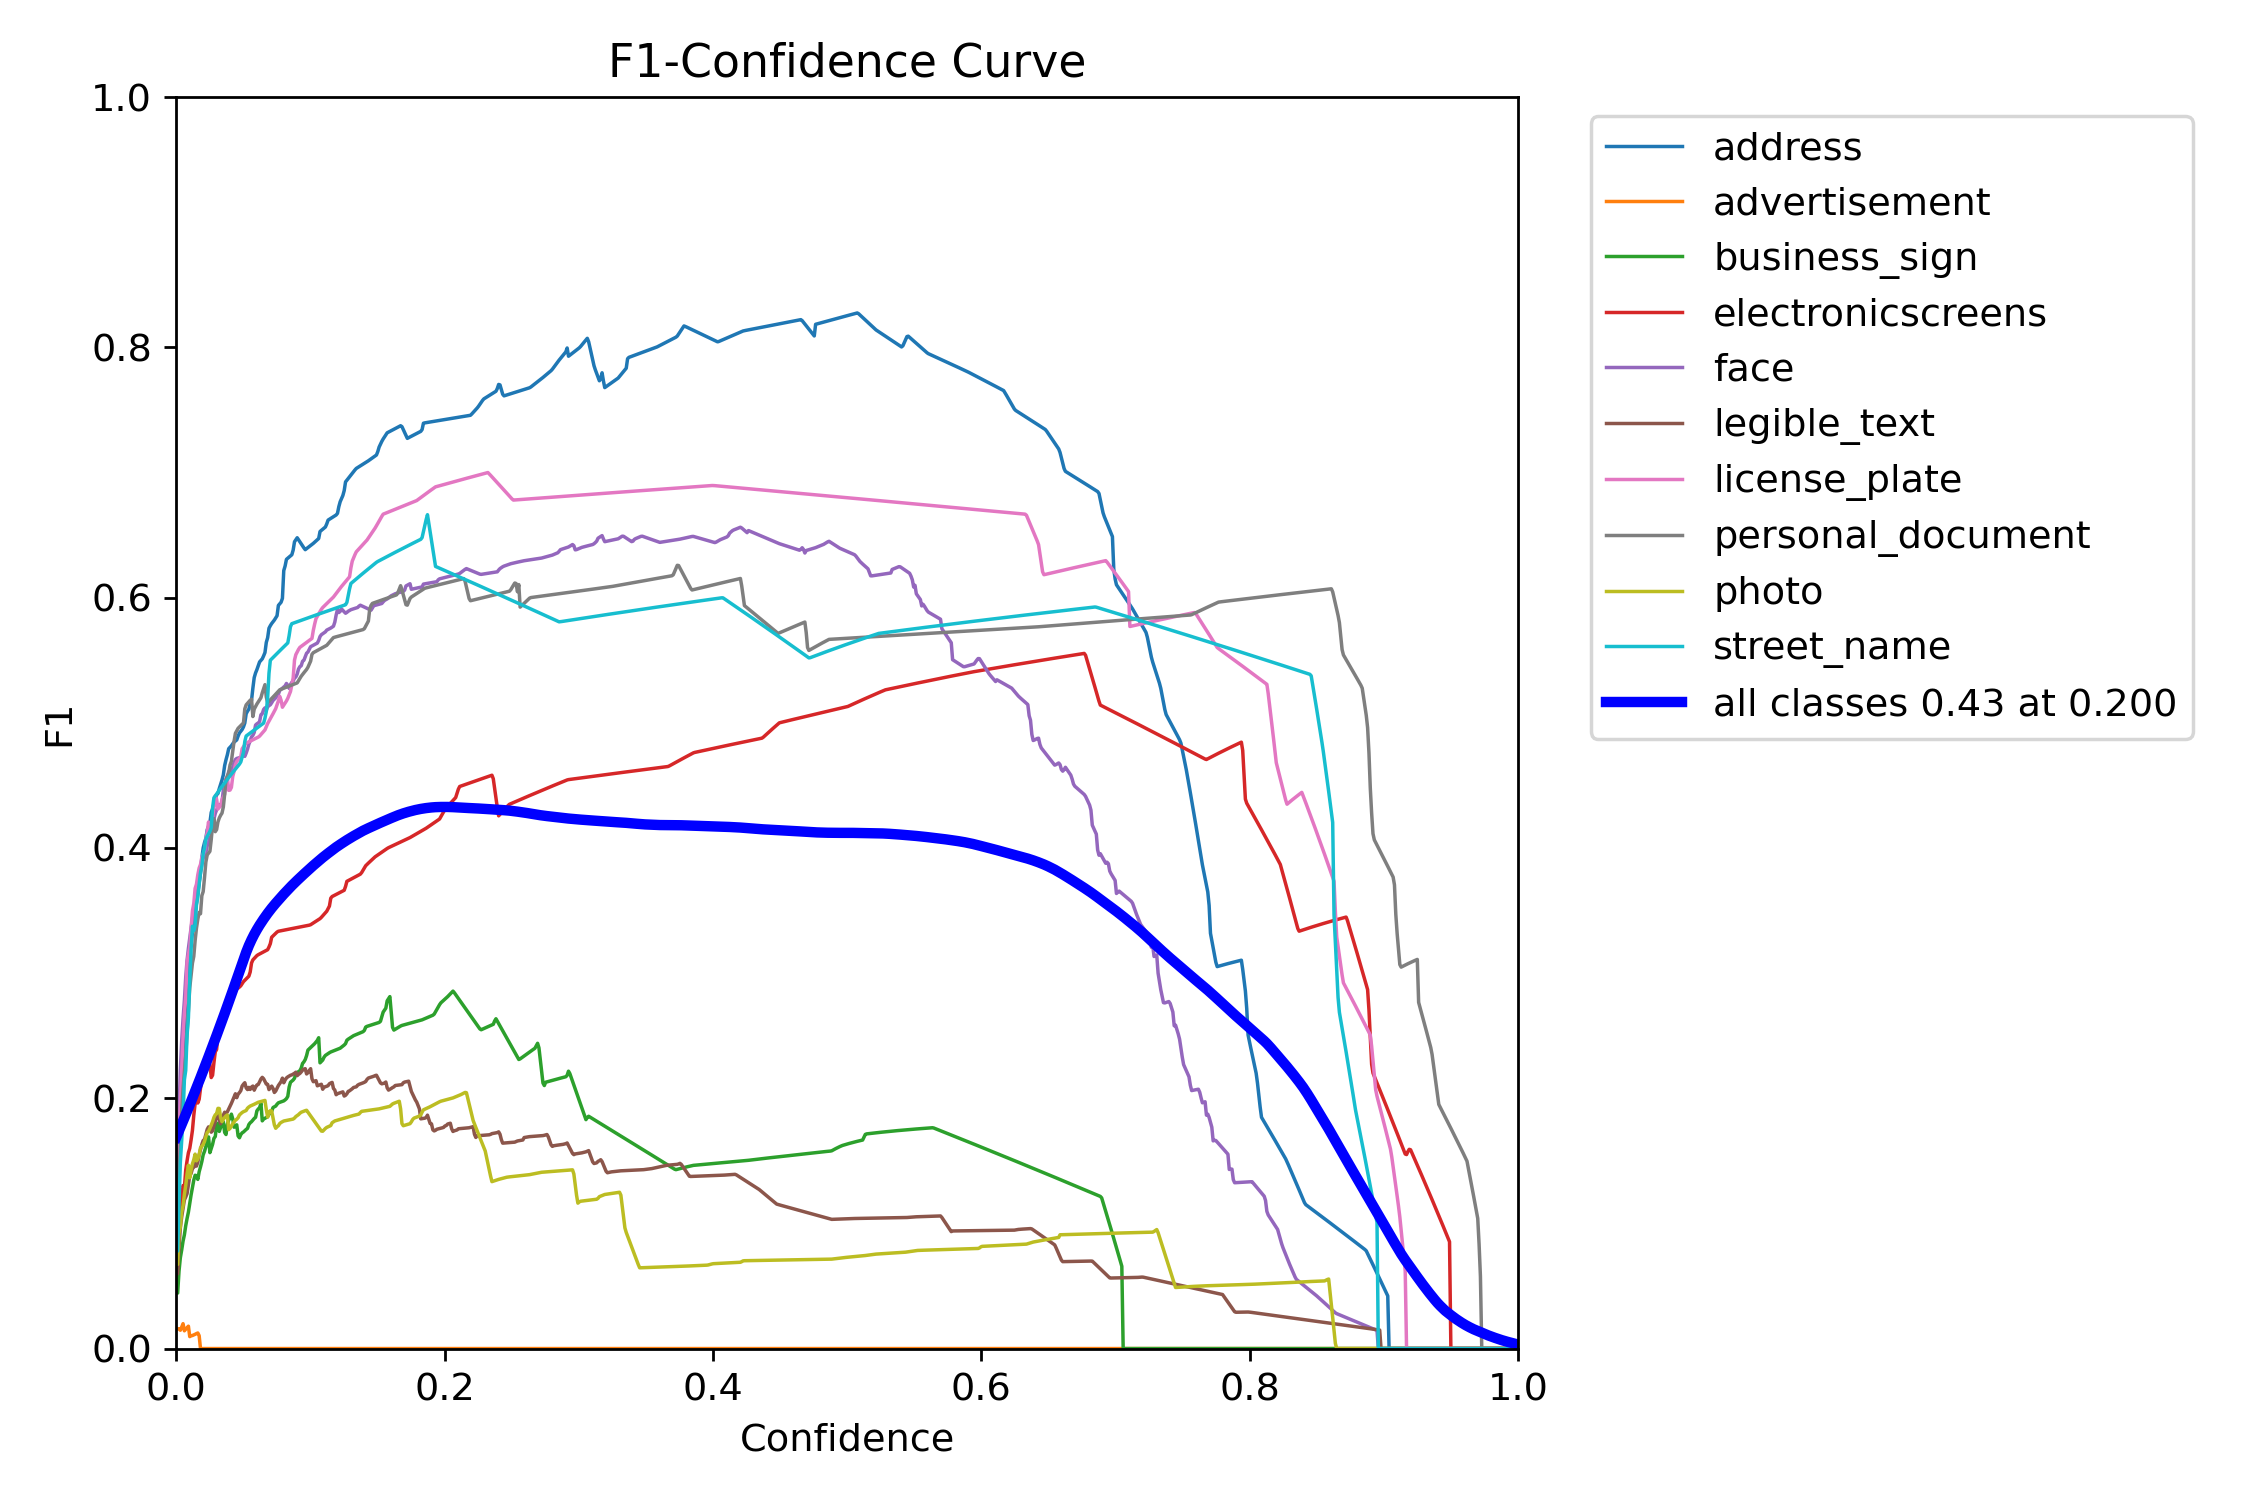 F1-Confidence Curve
1.0
0.8
0.6
0.4
0.2
0.0
F1
0.0 0.2 0.4 0.6 0.8 1.0
Confidence
address
advertisement
business_sign
electronicscreens
face
legible_text
license_plate
personal_document
photo
street_name
all classes 0.43 at 0.200